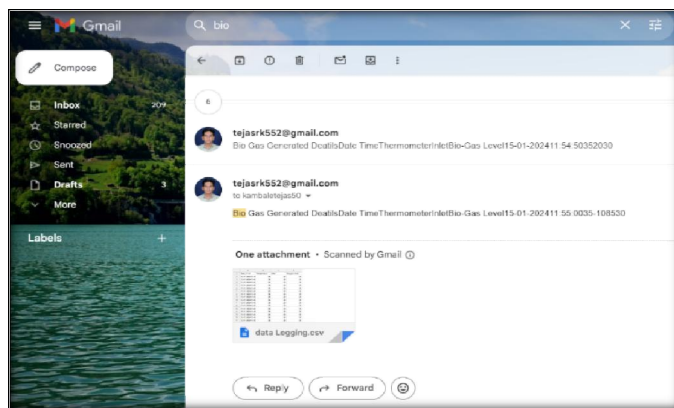 Gmail
bio
Compose
Inbox 209
Starred
Snoozed
Sent
Drafts 3
More
Labels
6
tejasrk552@gmail.com
Bio Gas Generated DeatilsDate TimeThermometerInletBio-Gas Level15-01-202411:54:50352030
tejasrk552@gmail.com
to kambaletejas50
Bio Gas Generated DeatilsDate TimeThermometerInletBio-Gas Level15-01-202411:55:0035-108530
One attachment • Scanned by Gmail
data Logging.csv
Reply Forward